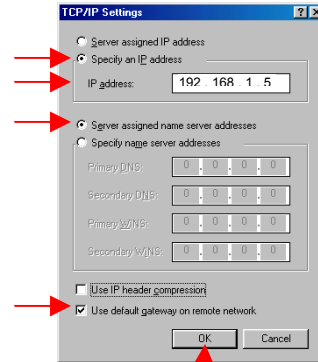 TCP/IP Settings
Server assigned IP address
Specify an IP address
IP address: 192 . 168 . 1 . 5
Server assigned name server addresses
Specify name server addresses
Primary DNS: 0 . 0 . 0 . 0
Secondary DNS: 0 . 0 . 0 . 0
Primary WINS: 0 . 0 . 0 . 0
Secondary WINS: 0 . 0 . 0 . 0
Use IP header compression
Use default gateway on remote network
OK Cancel